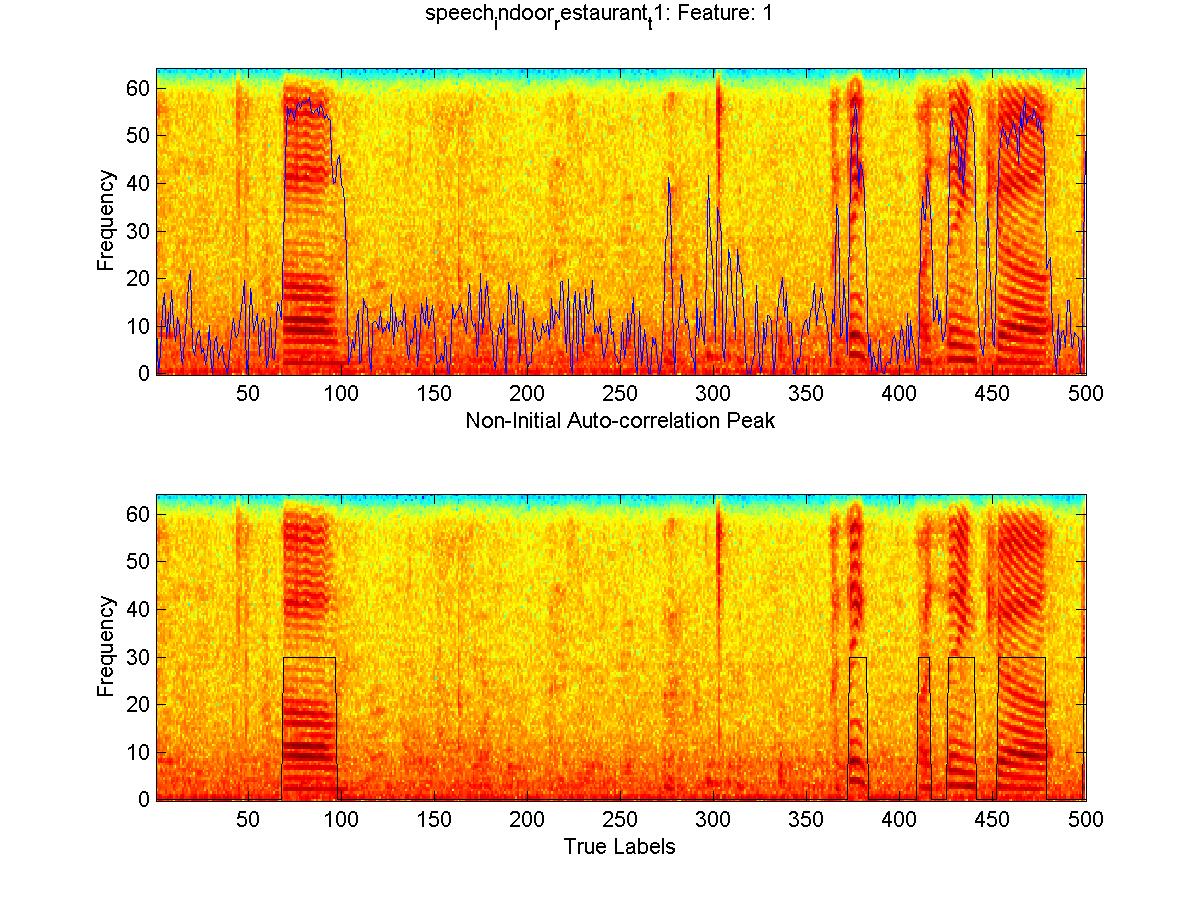 speechindoorrestaurantt1: Feature: 1
60
50
40
30
20
10
0
Frequency
50 100 150 200 250 300 350 400 450 500
Non-Initial Auto-correlation Peak
60
50
40
30
20
10
0
Frequency
50 100 150 200 250 300 350 400 450 500
True Labels